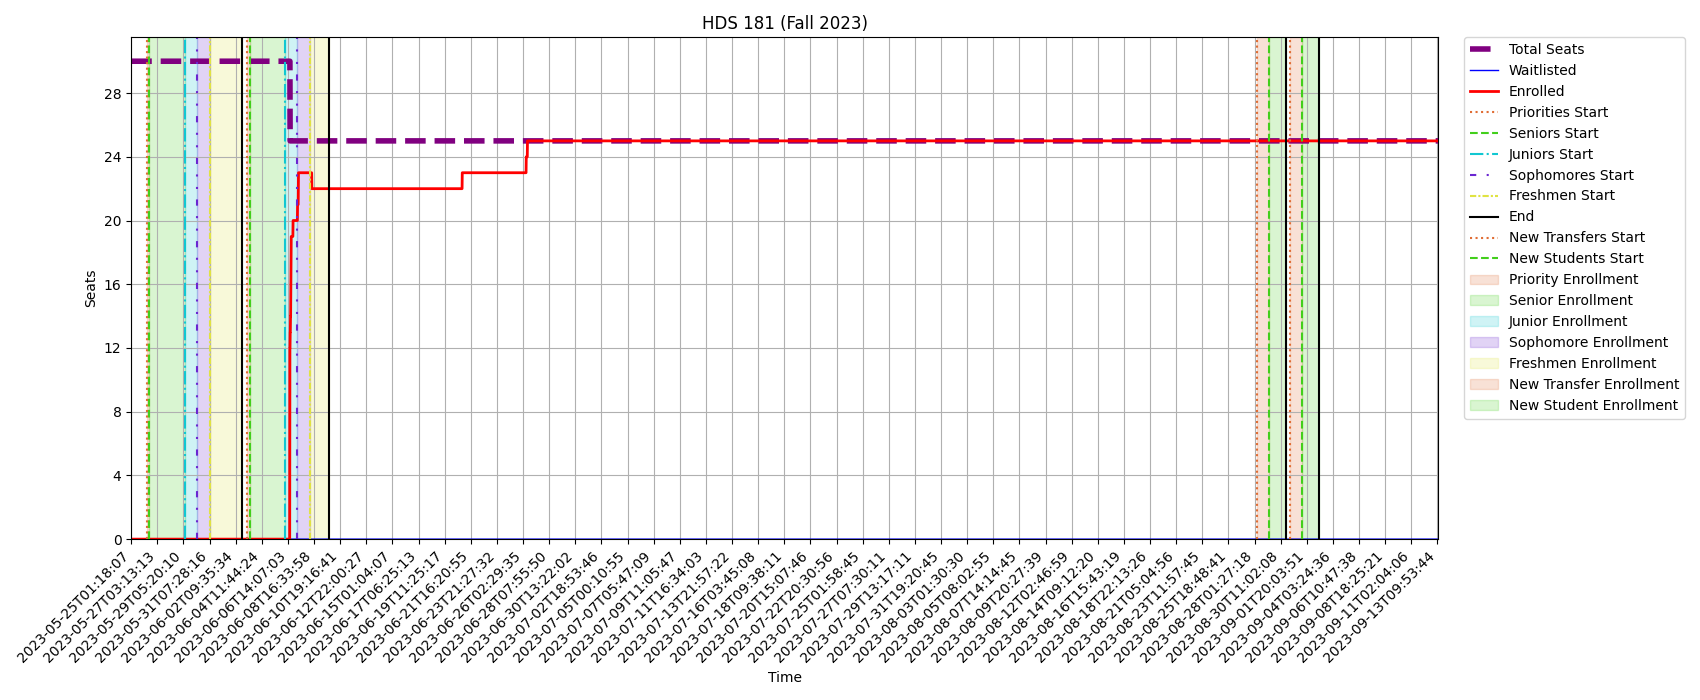 HDS 181 (Fall 2023)
Seats
28
24
20
16
12
8
4
0
2023-05-25T01:18:07
2023-05-27T03:13:13
2023-05-29T05:20:10
2023-05-31T07:28:16
2023-06-02T09:35:34
2023-06-04T11:44:24
2023-06-06T14:07:03
2023-06-08T16:33:58
2023-06-10T19:16:41
2023-06-12T22:00:27
2023-06-15T01:04:07
2023-06-17T06:25:13
2023-06-19T11:25:17
2023-06-21T16:20:55
2023-06-23T21:27:32
2023-06-26T02:29:35
2023-06-28T07:55:50
2023-06-30T13:22:02
2023-07-02T18:53:46
2023-07-05T00:10:55
2023-07-07T05:47:09
2023-07-09T11:05:47
2023-07-11T16:34:03
2023-07-13T21:57:22
2023-07-16T03:45:08
2023-07-18T09:38:11
2023-07-20T15:07:46
2023-07-22T20:30:56
2023-07-25T01:58:45
2023-07-27T07:30:11
2023-07-29T13:17:11
2023-07-31T19:20:45
2023-08-03T01:30:30
2023-08-05T08:02:55
2023-08-07T14:14:45
2023-08-09T20:27:39
2023-08-12T02:46:59
2023-08-14T09:12:20
2023-08-16T15:43:19
2023-08-18T22:13:26
2023-08-21T05:04:56
2023-08-23T11:57:45
2023-08-25T18:48:41
2023-08-28T01:27:18
2023-08-30T11:02:08
2023-09-01T20:03:51
2023-09-04T03:24:36
2023-09-06T10:47:38
2023-09-08T18:25:21
2023-09-11T02:04:06
2023-09-13T09:53:44
Time
Total Seats
Waitlisted
Enrolled
Priorities Start
Seniors Start
Juniors Start
Sophomores Start
Freshmen Start
End
New Transfers Start
New Students Start
Priority Enrollment
Senior Enrollment
Junior Enrollment
Sophomore Enrollment
Freshmen Enrollment
New Transfer Enrollment
New Student Enrollment